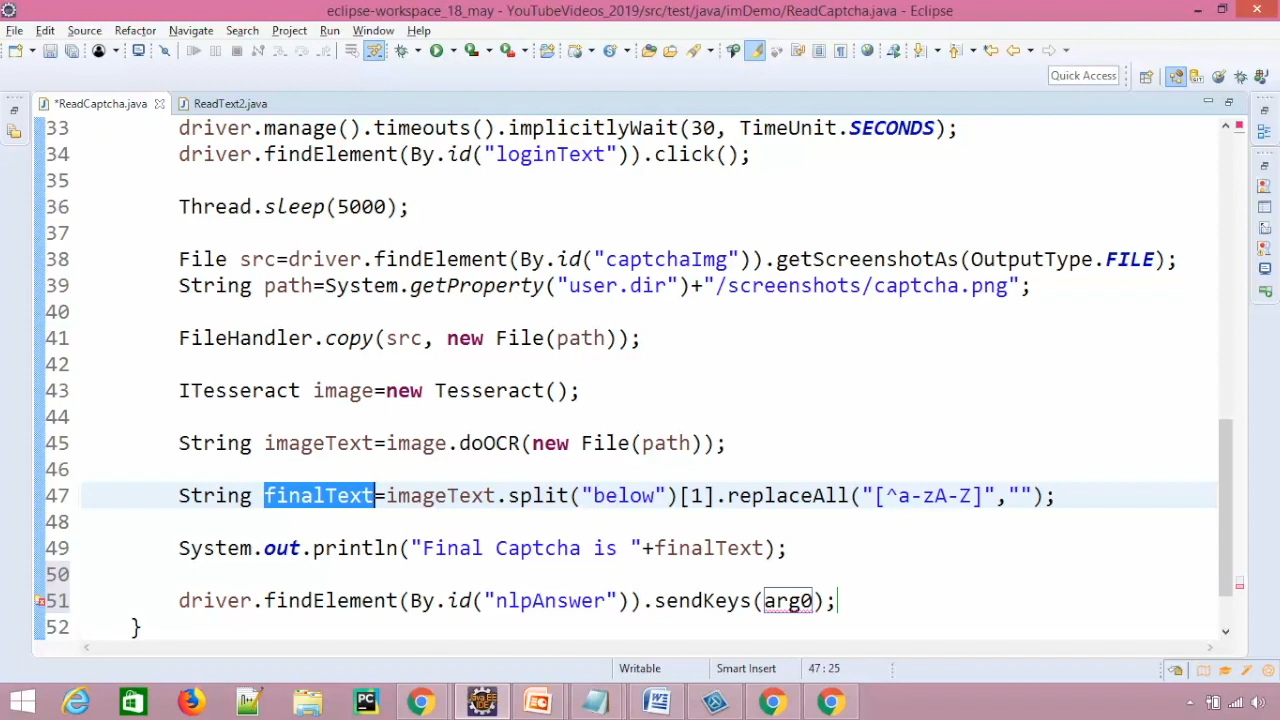 eclipse-workspace_18_may - YouTubeVideos_2019/src/test/java/imDemo/ReadCaptcha.java - Eclipse
File Edit Source Refactor Navigate Search Project Run Window Help
Quick Access
*ReadCaptcha.java ReadText2.java
33 driver.manage().timeouts().implicitlyWait(30, TimeUnit.SECONDS);
34 driver.findElement(By.id("loginText")).click();
35
36 Thread.sleep(5000);
37
38 File src=driver.findElement(By.id("captchaImg")).getScreenshotAs(OutputType.FILE);
39 String path=System.getProperty("user.dir")+"/screenshots/captcha.png";
40
41 FileHandler.copy(src, new File(path));
42
43 ITesseract image=new Tesseract();
44
45 String imageText=image.doOCR(new File(path));
46
47 String finalText=imageText.split("below")[1].replaceAll("[^a-zA-Z]","");
48
49 System.out.println("Final Captcha is "+finalText);
50
51 driver.findElement(By.id("nlpAnswer")).sendKeys(arg0);
52 }
Writable Smart Insert 47:25